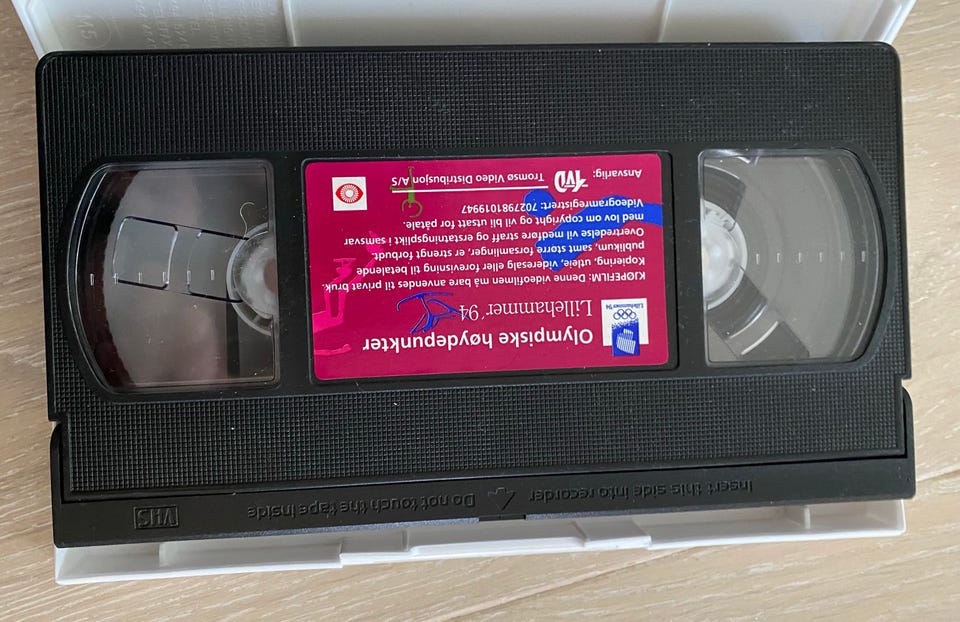 Olympiske høydepunkter
Lillehammer '94
Lillehammer '94
KJØPEFILM: Denne videofilmen må bare anvendes til privat bruk.
Kopiering, utleie, videresalg eller forevisning til betalende
publikum, samt større forsamlinger, er strengt forbudt.
Overtredelse vil medføre straff og erstatningsplikt i samsvar
med lov om copyright og vil bli utsatt for påtale.
Videogramregistrert: 7027981019947
Ansvarlig: TVD Tromsø Video Distribusjon A/S
Insert this side into recorder
Do not touch the tape inside
VHS